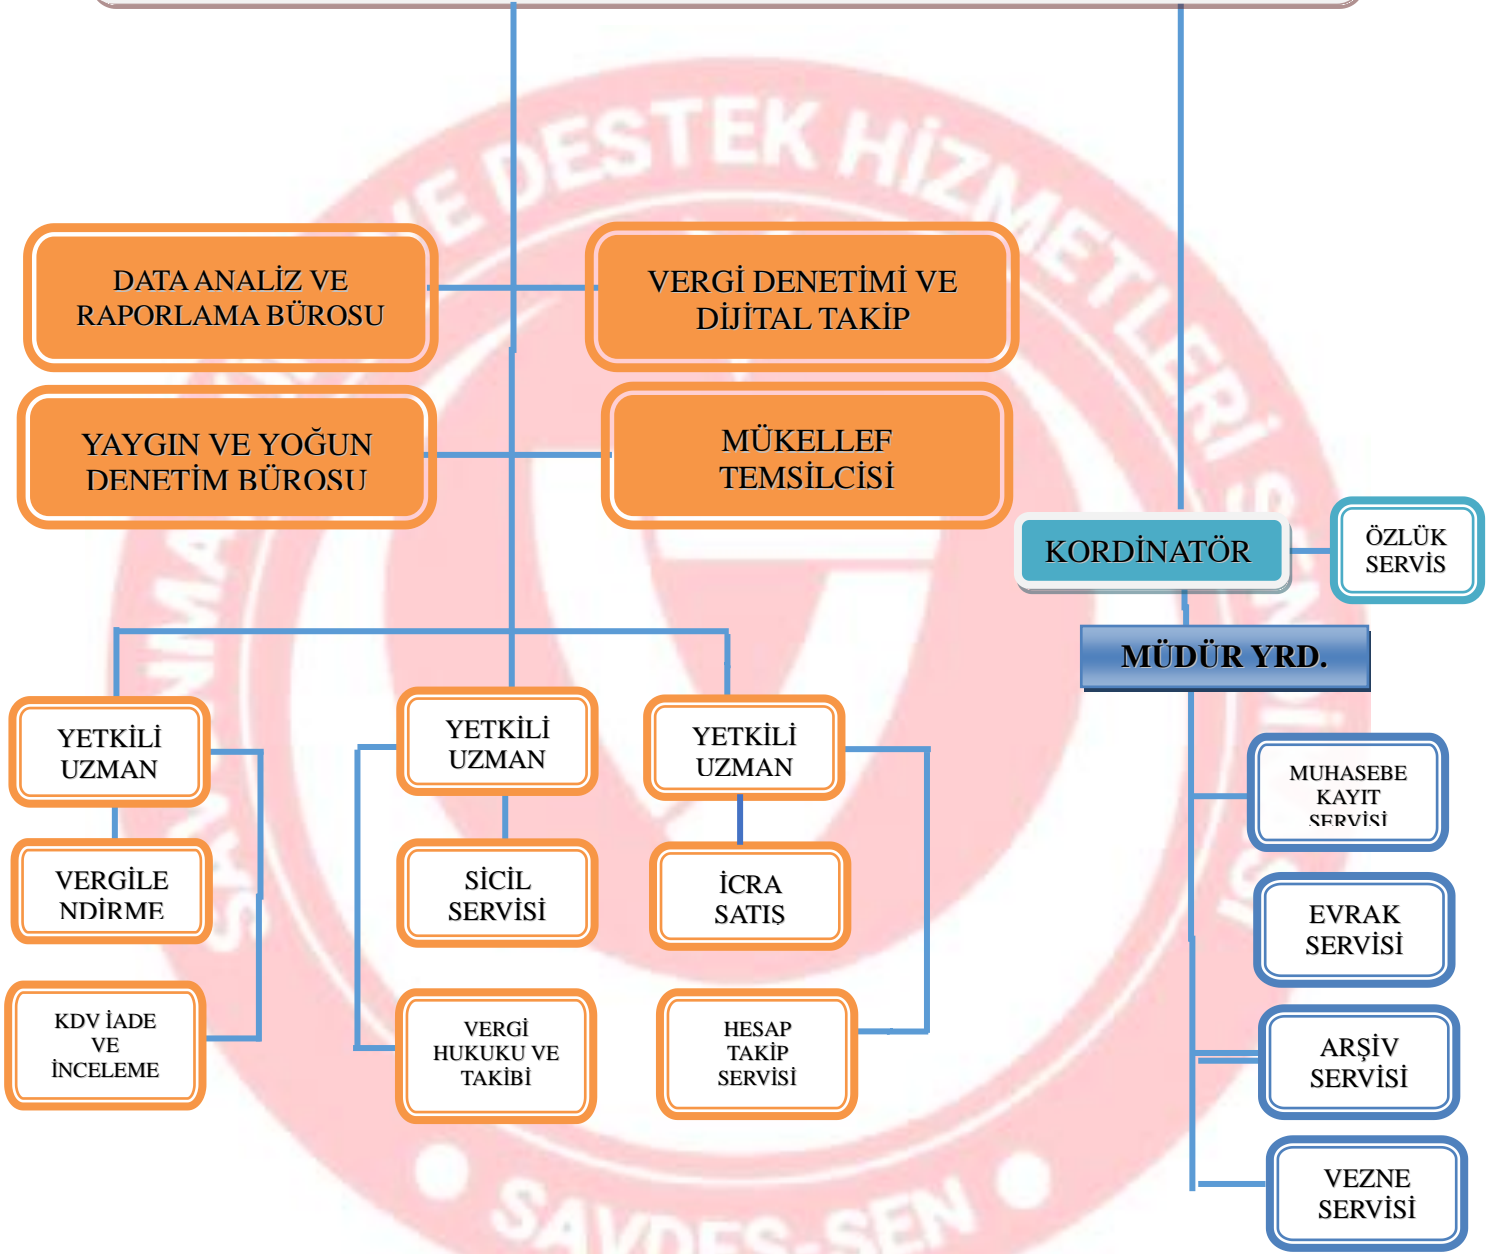 VE DESTEK HİZMETLERİ
DATA ANALİZ VE
RAPORLAMA BÜROSU
VERGİ DENETİMİ VE
DİJİTAL TAKİP
YAYGIN VE YOĞUN
DENETİM BÜROSU
MÜKELLEF
TEMSİLCİSİ
KORDİNATÖR
ÖZLÜK
SERVİS
MÜDÜR YRD.
YETKİLİ
UZMAN
YETKİLİ
UZMAN
YETKİLİ
UZMAN
MUHASEBE
KAYIT
SERVİSİ
VERGİLE
NDİRME
SİCİL
SERVİSİ
İCRA
SATIŞ
EVRAK
SERVİSİ
KDV İADE
VE
İNCELEME
VERGİ
HUKUKU VE
TAKİBİ
HESAP
TAKİP
SERVİSİ
ARŞİV
SERVİSİ
VEZNE
SERVİSİ
SAVDES-SEN